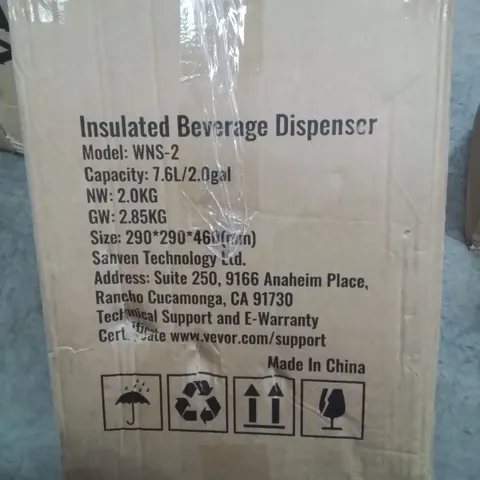 Insulated Beverage Dispenser
Model: WNS-2
Capacity: 7.6L/2.0gal
NW: 2.0KG
GW: 2.85KG
Size: 290*290*460(mm)
Sanven Technology Ltd.
Address: Suite 250, 9166 Anaheim Place,
Rancho Cucamonga, CA 91730
Technical Support and E-Warranty
Certificate www.vevor.com/support
Made In China